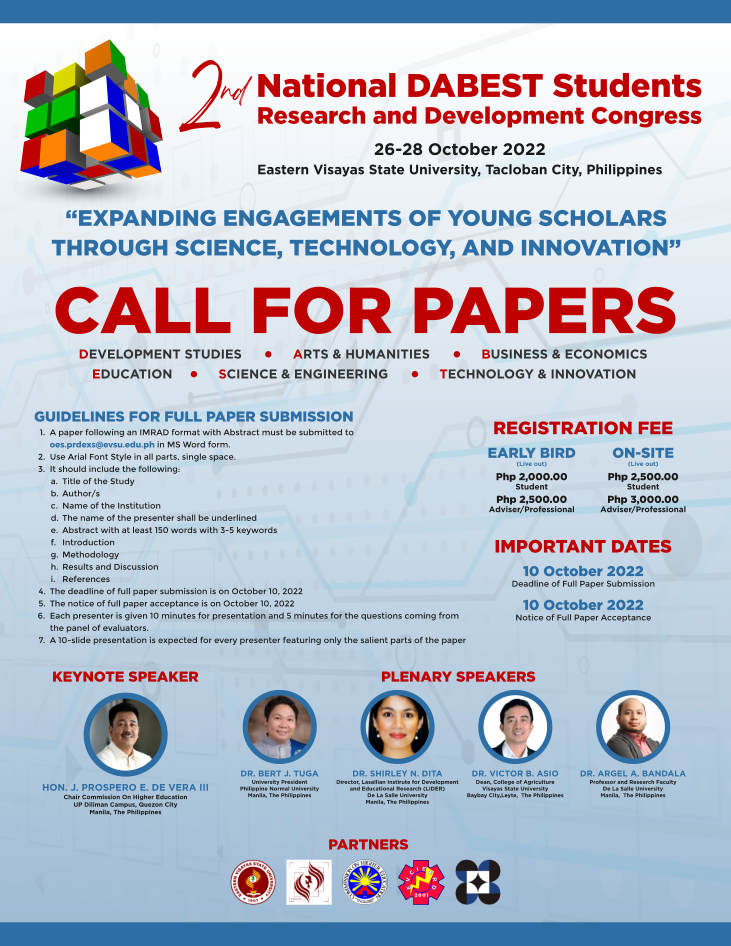 2nd National DABEST Students
Research and Development Congress
26-28 October 2022
Eastern Visayas State University, Tacloban City, Philippines
“EXPANDING ENGAGEMENTS OF YOUNG SCHOLARS
THROUGH SCIENCE, TECHNOLOGY, AND INNOVATION”
CALL FOR PAPERS
DEVELOPMENT STUDIES • ARTS & HUMANITIES • BUSINESS & ECONOMICS
EDUCATION • SCIENCE & ENGINEERING • TECHNOLOGY & INNOVATION
GUIDELINES FOR FULL PAPER SUBMISSION
1. A paper following an IMRAD format with Abstract must be submitted to
oes.prdexs@evsu.edu.ph in MS Word form.
2. Use Arial Font Style in all parts, single space.
3. It should include the following:
a. Title of the Study
b. Author/s
c. Name of the Institution
d. The name of the presenter shall be underlined
e. Abstract with at least 150 words with 3-5 keywords
f. Introduction
g. Methodology
h. Results and Discussion
i. References
4. The deadline of full paper submission is on October 10, 2022
5. The notice of full paper acceptance is on October 10, 2022
6. Each presenter is given 10 minutes for presentation and 5 minutes for the questions coming from
the panel of evaluators.
7. A 10-slide presentation is expected for every presenter featuring only the salient parts of the paper
REGISTRATION FEE
EARLY BIRD
(Live out)
Php 2,000.00
Student
Php 2,500.00
Adviser/Professional
ON-SITE
(Live out)
Php 2,500.00
Student
Php 3,000.00
Adviser/Professional
IMPORTANT DATES
10 October 2022
Deadline of Full Paper Submission
10 October 2022
Notice of Full Paper Acceptance
KEYNOTE SPEAKER
HON. J. PROSPERO E. DE VERA III
Chair Commission On Higher Education
UP Diliman Campus, Quezon City
Manila, The Philippines
PLENARY SPEAKERS
DR. BERT J. TUGA
University President
Philippine Normal University
Manila, The Philippines
DR. SHIRLEY N. DITA
Director, Lasallian Institute for Development
and Educational Research (LIDER)
De La Salle University
Manila, The Philippines
DR. VICTOR B. ASIO
Dean, College of Agriculture
Visayas State University
Baybay City,Leyte, The Philippines
DR. ARGEL A. BANDALA
Professor and Research Faculty
De La Salle University
Manila, The Philippines
PARTNERS
EASTERN VISAYAS STATE UNIVERSITY
1907
COMMISSION ON HIGHER EDUCATION
2001